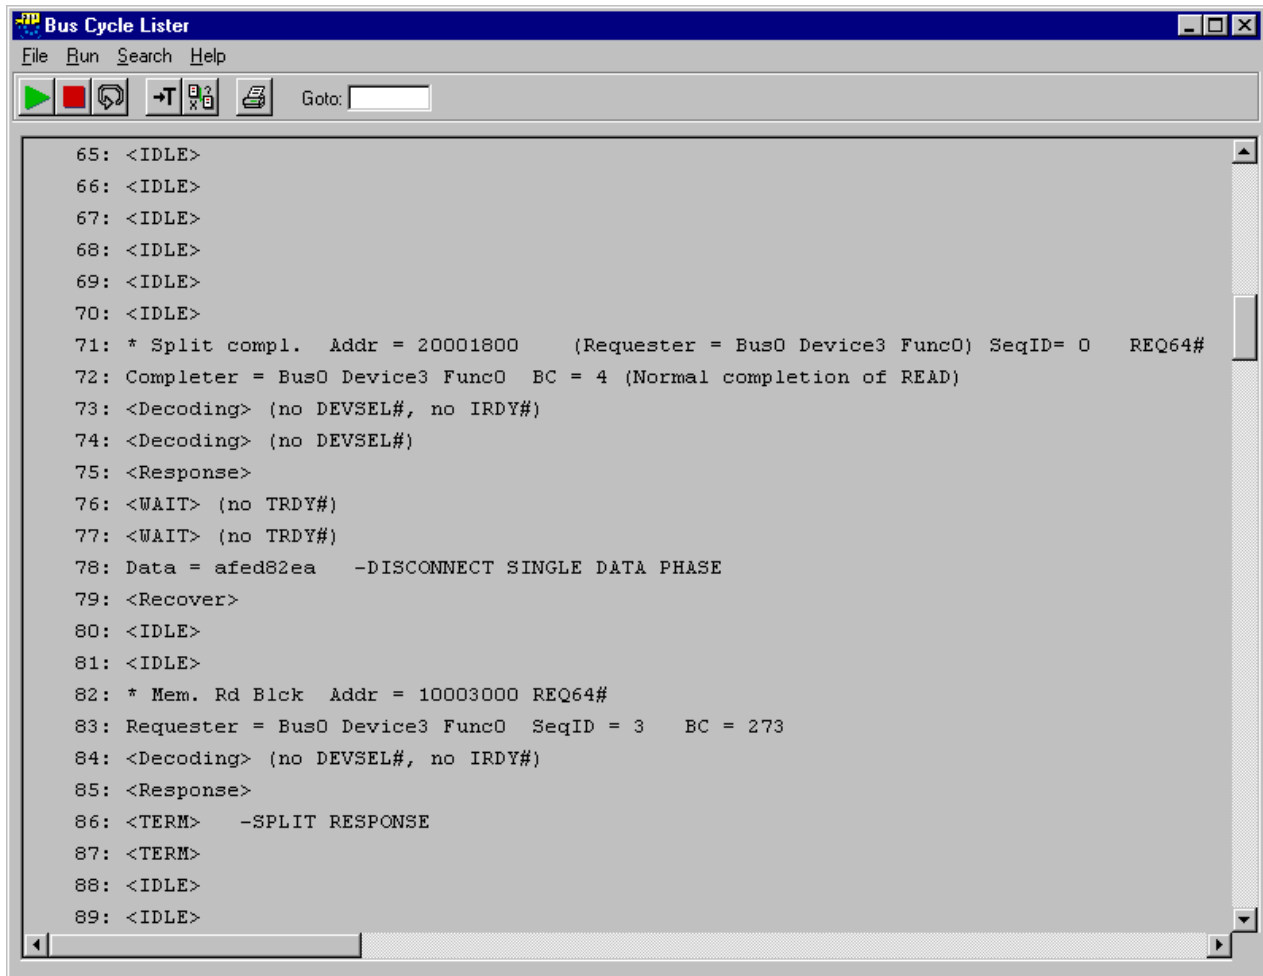 Bus Cycle Lister
File Run Search Help
→T Goto:
65: <IDLE>
66: <IDLE>
67: <IDLE>
68: <IDLE>
69: <IDLE>
70: <IDLE>
71: * Split compl. Addr = 20001800 (Requester = Bus0 Device3 Func0) SeqID= 0 REQ64#
72: Completer = Bus0 Device3 Func0 BC = 4 (Normal completion of READ)
73: <Decoding> (no DEVSEL#, no IRDY#)
74: <Decoding> (no DEVSEL#)
75: <Response>
76: <WAIT> (no TRDY#)
77: <WAIT> (no TRDY#)
78: Data = afed82ea -DISCONNECT SINGLE DATA PHASE
79: <Recover>
80: <IDLE>
81: <IDLE>
82: * Mem. Rd Blck Addr = 10003000 REQ64#
83: Requester = Bus0 Device3 Func0 SeqID = 3 BC = 273
84: <Decoding> (no DEVSEL#, no IRDY#)
85: <Response>
86: <TERM> -SPLIT RESPONSE
87: <TERM>
88: <IDLE>
89: <IDLE>